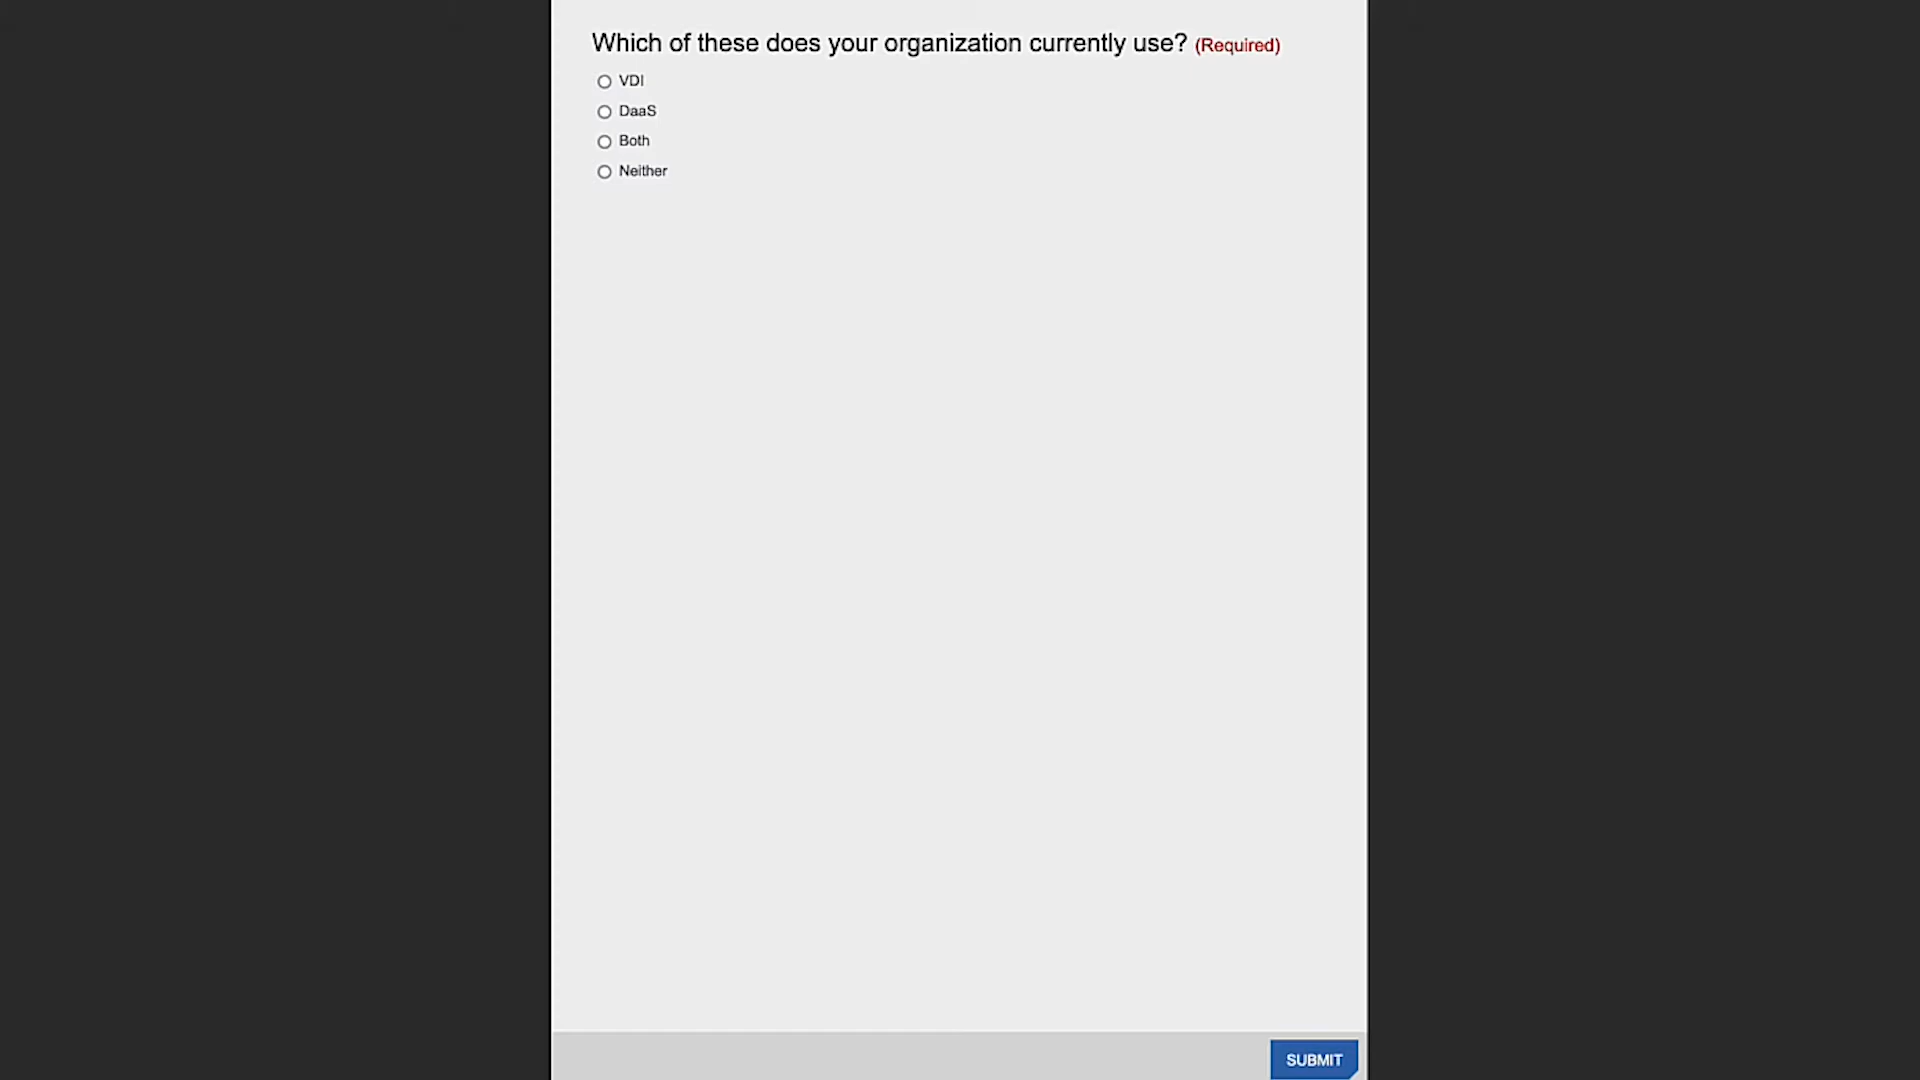 Which of these does your organization currently use? (Required)
VDI
DaaS
Both
Neither
SUBMIT